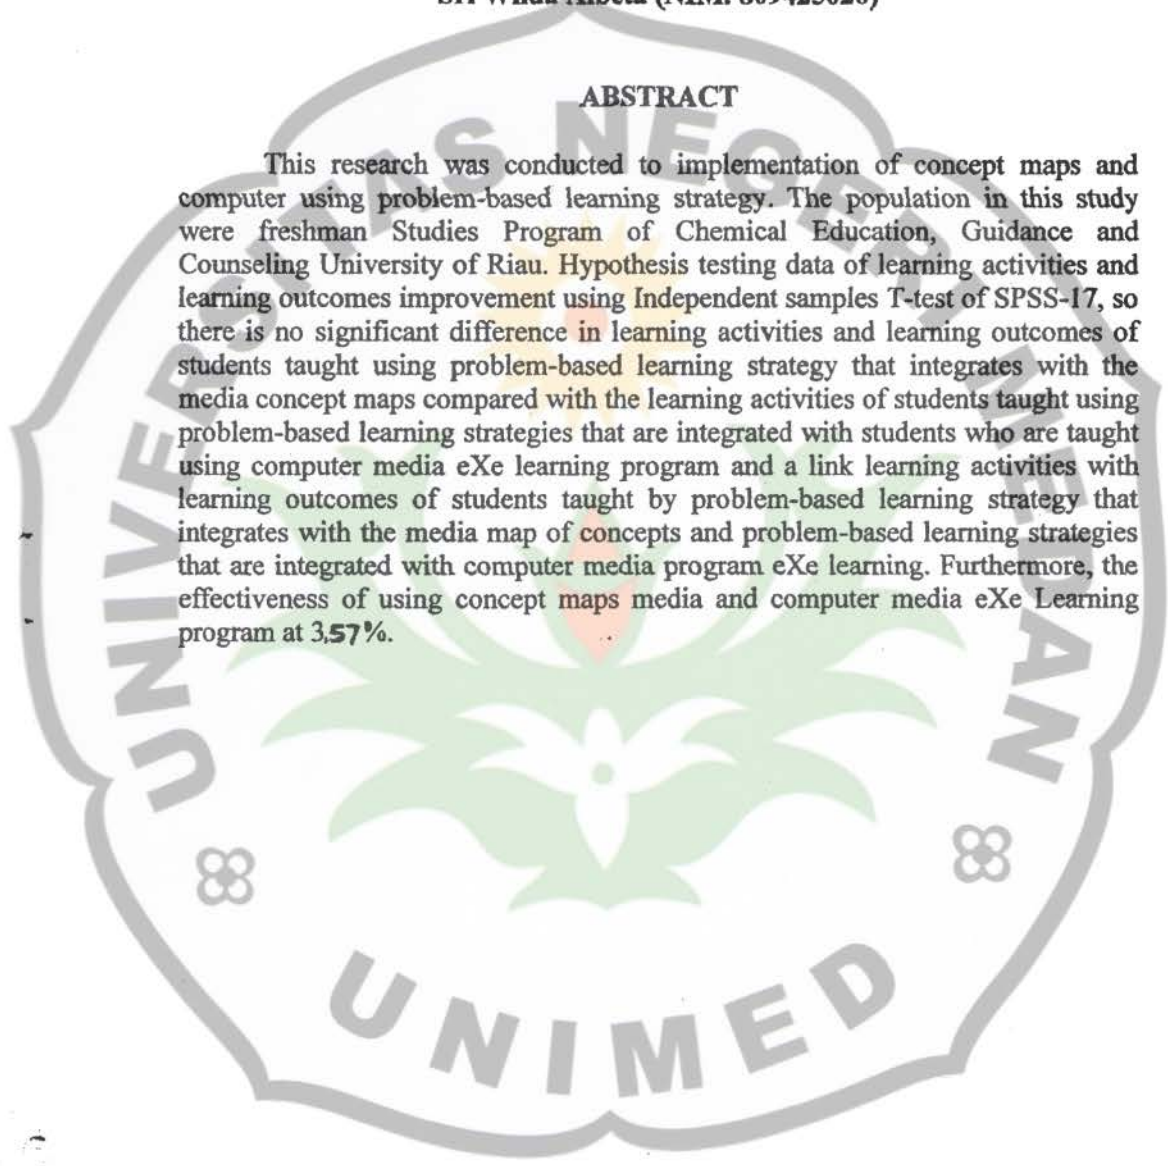 ABSTRACT
This research was conducted to implementation of concept maps and
computer using problem-based learning strategy. The population in this study
were freshman Studies Program of Chemical Education, Guidance and
Counseling University of Riau. Hypothesis testing data of learning activities and
learning outcomes improvement using Independent samples T-test of SPSS-17, so
there is no significant difference in learning activities and learning outcomes of
students taught using problem-based learning strategy that integrates with the
media concept maps compared with the learning activities of students taught using
problem-based learning strategies that are integrated with students who are taught
using computer media eXe learning program and a link learning activities with
learning outcomes of students taught by problem-based learning strategy that
integrates with the media map of concepts and problem-based learning strategies
that are integrated with computer media program eXe learning. Furthermore, the
effectiveness of using concept maps media and computer media eXe Learning
program at 3,57%.
UNIVERSITAS NEGERI MEDAN
UNIMED